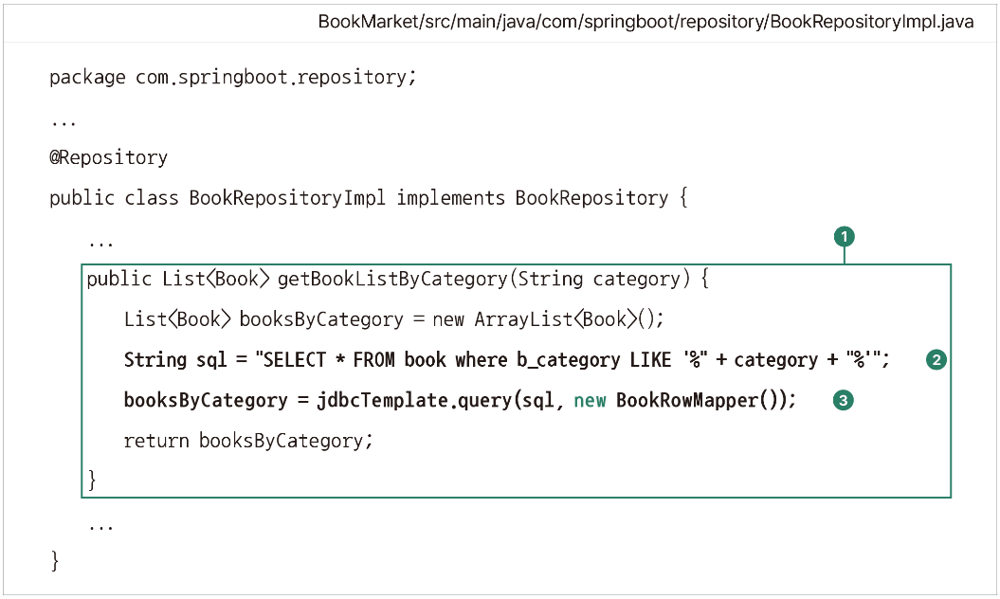 BookMarket/src/main/java/com/springboot/repository/BookRepositoryImpl.java
package com.springboot.repository;
...
@Repository
public class BookRepositoryImpl implements BookRepository {
...
1
public List<Book> getBookListByCategory(String category) {
List<Book> booksByCategory = new ArrayList<Book>();
String sql = "SELECT * FROM book where b_category LIKE '%" + category + "%'"; 2
booksByCategory = jdbcTemplate.query(sql, new BookRowMapper()); 3
return booksByCategory;
}
...
}